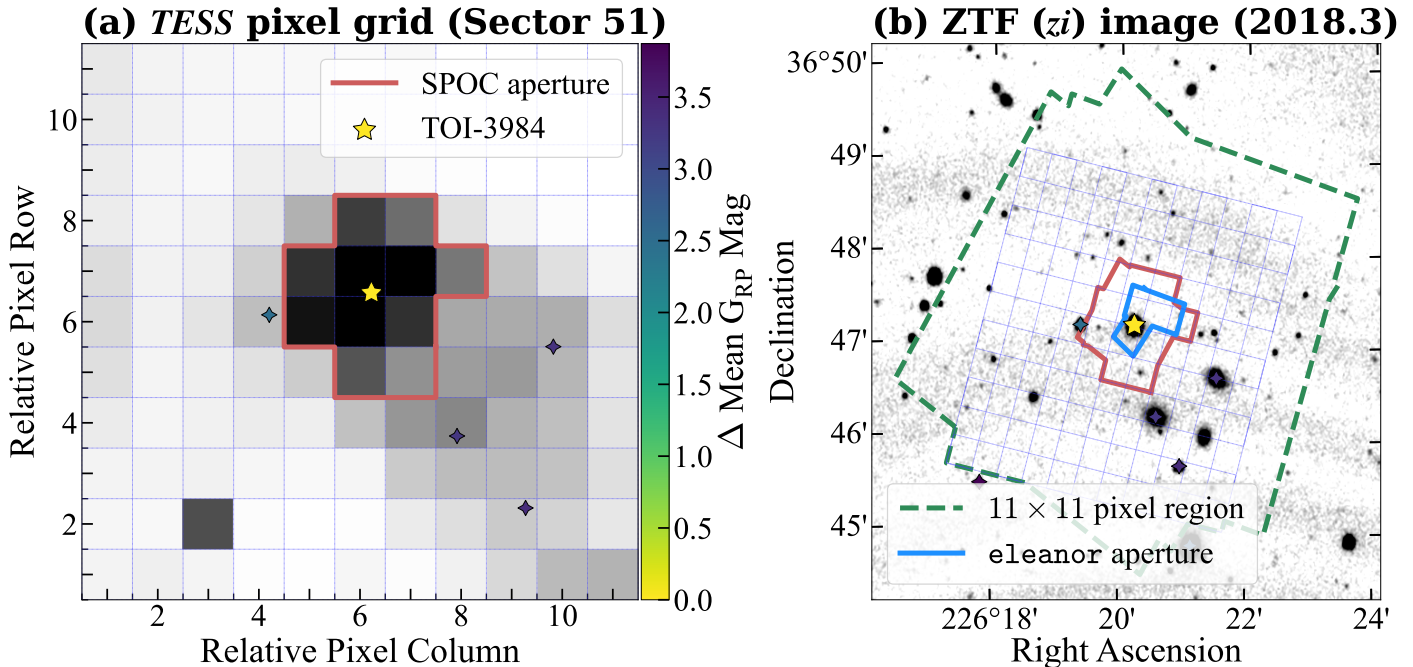 (a) TESS pixel grid (Sector 51)
SPOC aperture
TOI-3984
Relative Pixel Row
10
8
6
4
2
2
4
6
8
10
Relative Pixel Column
3.5
3.0
2.5
2.0
1.5
1.0
0.5
0.0
Δ Mean G_RP Mag
(b) ZTF (zi) image (2018.3)
36°50'
49'
48'
47'
46'
45'
Declination
11 × 11 pixel region
eleanor aperture
226°18'
20'
22'
24'
Right Ascension